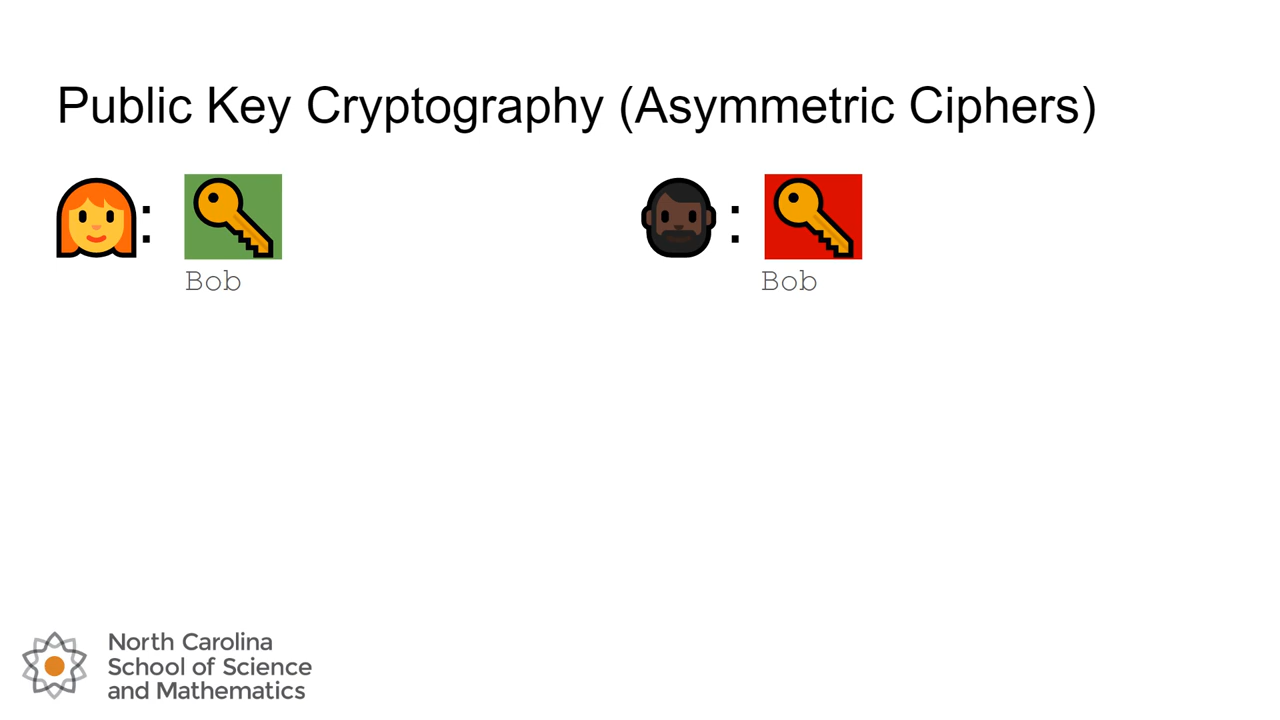 Public Key Cryptography (Asymmetric Ciphers)
: :
Bob Bob
North Carolina
School of Science
and Mathematics